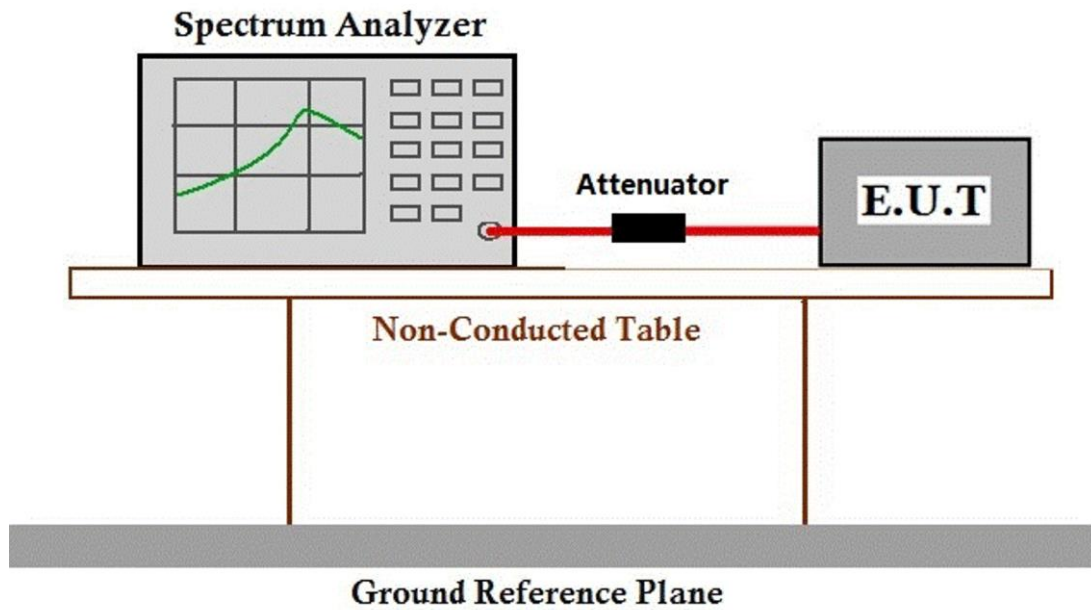 Spectrum Analyzer
Attenuator
E.U.T
Non-Conducted Table
Ground Reference Plane